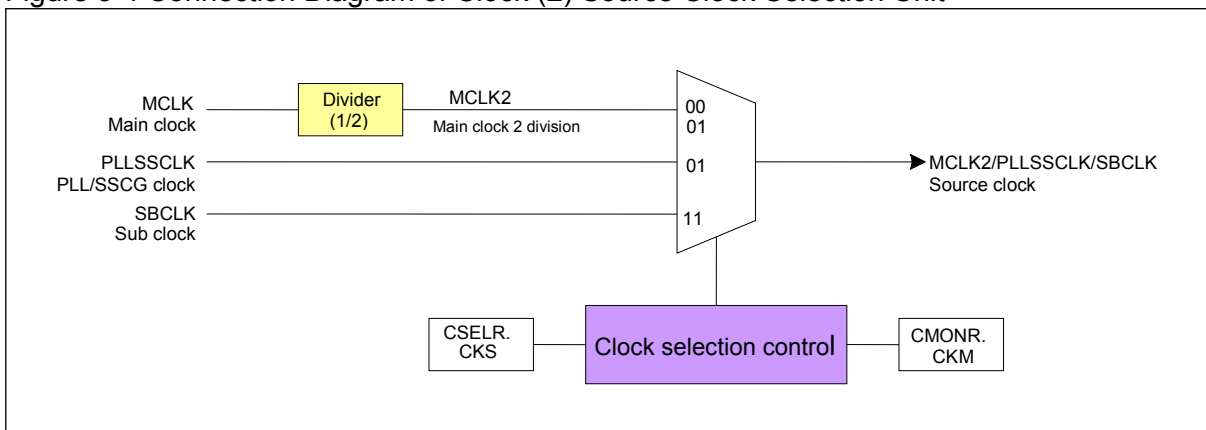 Figure 5-4 Connection Diagram of Clock (2) Source Clock Selection Unit
MCLK
Main clock
Divider
(1/2)
MCLK2
Main clock 2 division
00
01
PLLSSCLK
PLL/SSCG clock
01
MCLK2/PLLSSCLK/SBCLK
Source clock
SBCLK
Sub clock
11
CSELR.
CKS
Clock selection control
CMONR.
CKM